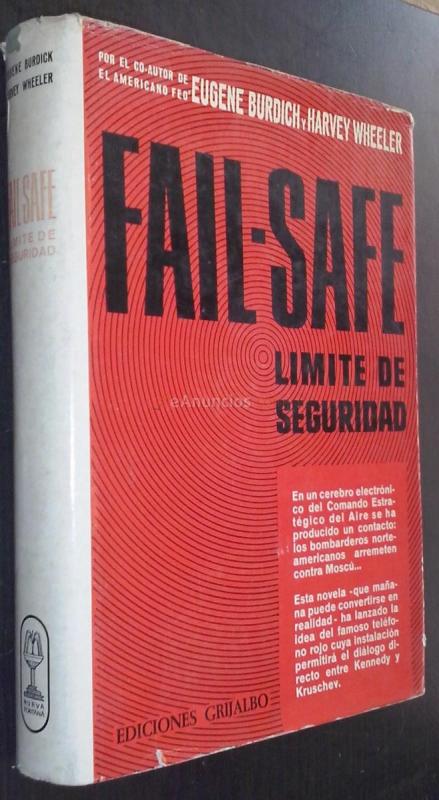 EUGENE BURDICK
HARVEY WHEELER
FAIL SAFE
LIMITE DE
SEGURIDAD
NUEVA
FONTANA
POR EL CO-AUTOR DE
EL AMERICANO FEO
EUGENE BURDICH Y HARVEY WHEELER
FAIL-SAFE
LIMITE DE
SEGURIDAD
eAnuncios
En un cerebro electróni-
co del Comando Estra-
tégico del Aire se ha
producido un contacto:
los bombarderos norte-
americanos arremeten
contra Moscú...
Esta novela -que maña-
na puede convertirse en
realidad- ha lanzado la
idea del famoso teléfo-
no rojo cuya instalación
permitirá el diálogo di-
recto entre Kennedy y
Kruschev.
EDICIONES GRIJALBO